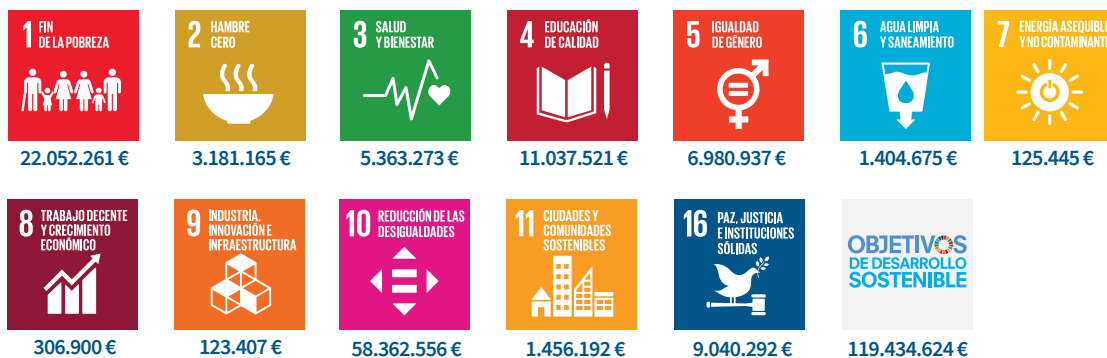 1 FIN
DE LA POBREZA
22.052.261 €
2 HAMBRE
CERO
3.181.165 €
3 SALUD
Y BIENESTAR
5.363.273 €
4 EDUCACIÓN
DE CALIDAD
11.037.521 €
5 IGUALDAD
DE GÉNERO
6.980.937 €
6 AGUA LIMPIA
Y SANEAMIENTO
1.404.675 €
7 ENERGÍA ASEQUIBLE
Y NO CONTAMINANTE
125.445 €
8 TRABAJO DECENTE
Y CRECIMIENTO
ECONÓMICO
306.900 €
9 INDUSTRIA,
INNOVACIÓN E
INFRAESTRUCTURA
123.407 €
10 REDUCCIÓN DE LAS
DESIGUALDADES
58.362.556 €
11 CIUDADES Y
COMUNIDADES
SOSTENIBLES
1.456.192 €
16 PAZ, JUSTICIA
E INSTITUCIONES
SÓLIDAS
9.040.292 €
OBJETIVOS
DE DESARROLLO
SOSTENIBLE
119.434.624 €